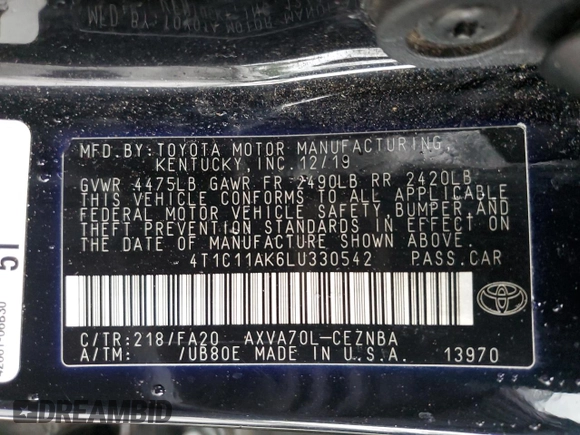 MFD.BY:TOYOTA MOTOR MANUFACTURING,
KENTUCKY,INC.12/19
GVWR 4475LB GAWR FR 2490LB RR 2420LB
THIS VEHICLE CONFORMS TO ALL APPLICABLE
FEDERAL MOTOR VEHICLE SAFETY,BUMPER,AND
THEFT PREVENTION STANDARDS IN EFFECT ON
THE DATE OF MANUFACTURE SHOWN ABOVE.
4T1C11AK6LU330542 PASS.CAR
C/TR:218/FA20 AXVA70L-CEZNBA
A/TM: /UB80E MADE IN U.S.A. 13970
51
DREAMBID